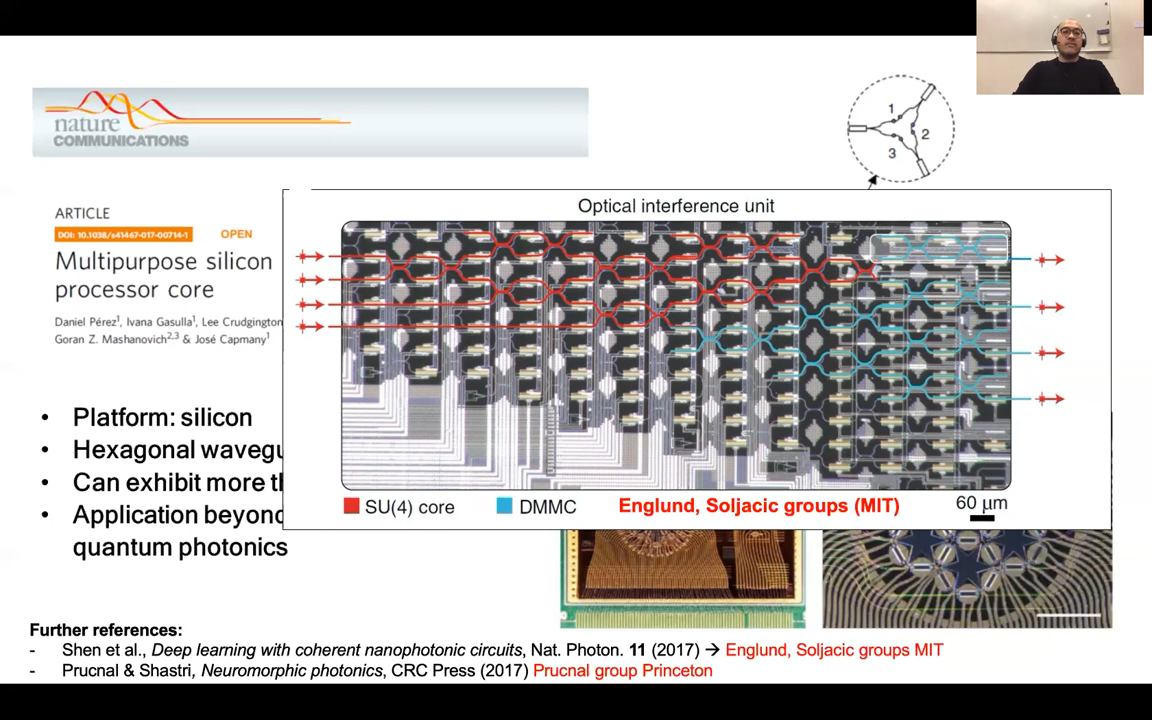 nature
COMMUNICATIONS
1
2
3
ARTICLE
DOI: 10.1038/s41467-017-00714-1 OPEN
Multipurpose silicon
processor core
Daniel Pérez1, Ivana Gasulla1, Lee Crudgington
Goran Z. Mashanovich2,3 & José Capmany1
Optical interference unit
SU(4) core DMMC Englund, Soljacic groups (MIT) 60 µm
• Platform: silicon
• Hexagonal wavegu
• Can exhibit more t
• Application beyond
quantum photonics
Further references:
- Shen et al., Deep learning with coherent nanophotonic circuits, Nat. Photon. 11 (2017) → Englund, Soljacic groups MIT
- Prucnal & Shastri, Neuromorphic photonics, CRC Press (2017) Prucnal group Princeton